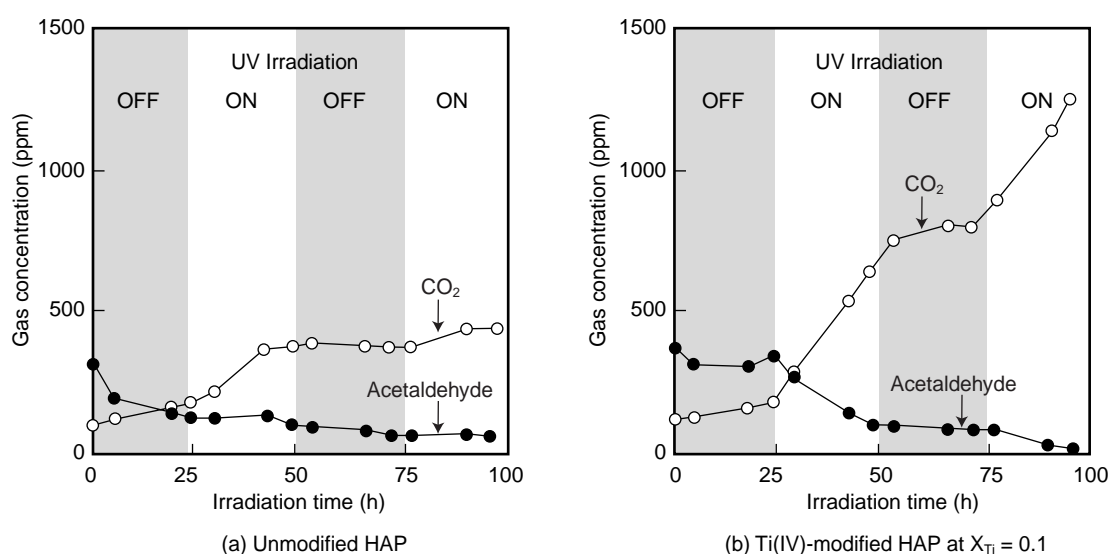 1500
1000
500
0
Gas concentration (ppm)
UV Irradiation
OFF ON OFF ON
CO₂
Acetaldehyde
0 25 50 75 100
Irradiation time (h)
(a) Unmodified HAP
1500
1000
500
0
Gas concentration (ppm)
UV Irradiation
OFF ON OFF ON
CO₂
Acetaldehyde
0 25 50 75 100
Irradiation time (h)
(b) Ti(IV)-modified HAP at X_Ti = 0.1